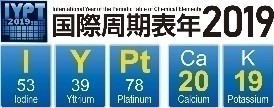 IYPT
2019
International Year of the Periodic Table of Chemical Elements
国際周期表年2019
I Y Pt Ca K
53 39 78 20 19
Iodine Yttrium Platinum Calcium Potassium